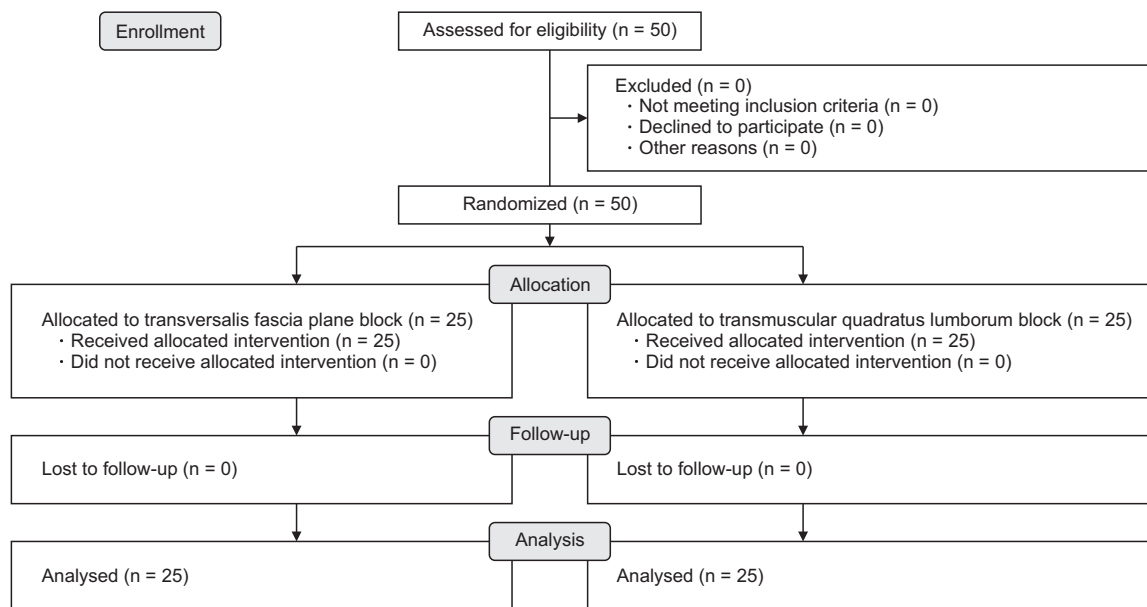 Enrollment
Assessed for eligibility (n = 50)
Excluded (n = 0)
· Not meeting inclusion criteria (n = 0)
· Declined to participate (n = 0)
· Other reasons (n = 0)
Randomized (n = 50)
Allocation
Allocated to transversalis fascia plane block (n = 25)
· Received allocated intervention (n = 25)
· Did not receive allocated intervention (n = 0)
Allocated to transmuscular quadratus lumborum block (n = 25)
· Received allocated intervention (n = 25)
· Did not receive allocated intervention (n = 0)
Follow-up
Lost to follow-up (n = 0)
Lost to follow-up (n = 0)
Analysis
Analysed (n = 25)
Analysed (n = 25)